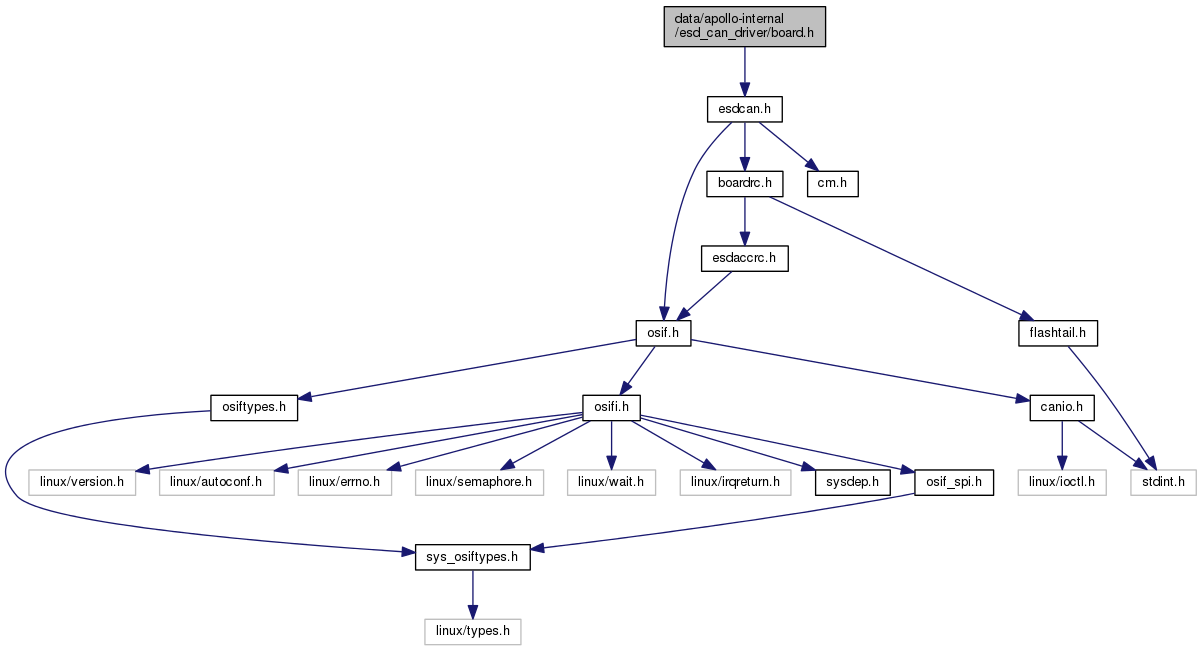 data/apollo-internal
/esd_can_driver/board.h
esdcan.h
boardrc.h
cm.h
esdaccrc.h
osif.h
flashtail.h
osiftypes.h
osifi.h
canio.h
linux/version.h
linux/autoconf.h
linux/errno.h
linux/semaphore.h
linux/wait.h
linux/irqreturn.h
sysdep.h
osif_spi.h
linux/ioctl.h
stdint.h
sys_osiftypes.h
linux/types.h